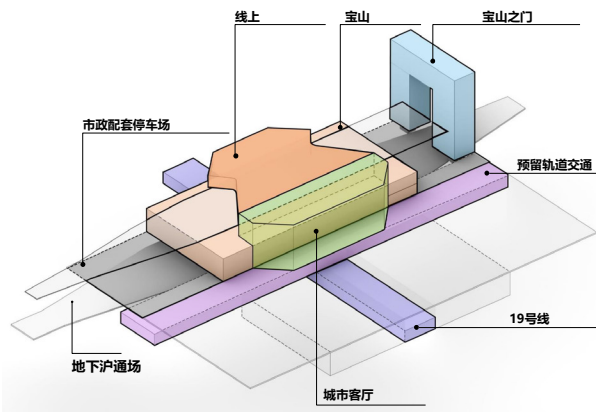 线上
宝山
宝山之门
市政配套停车场
预留轨道交通
19号线
地下沪通场
城市客厅